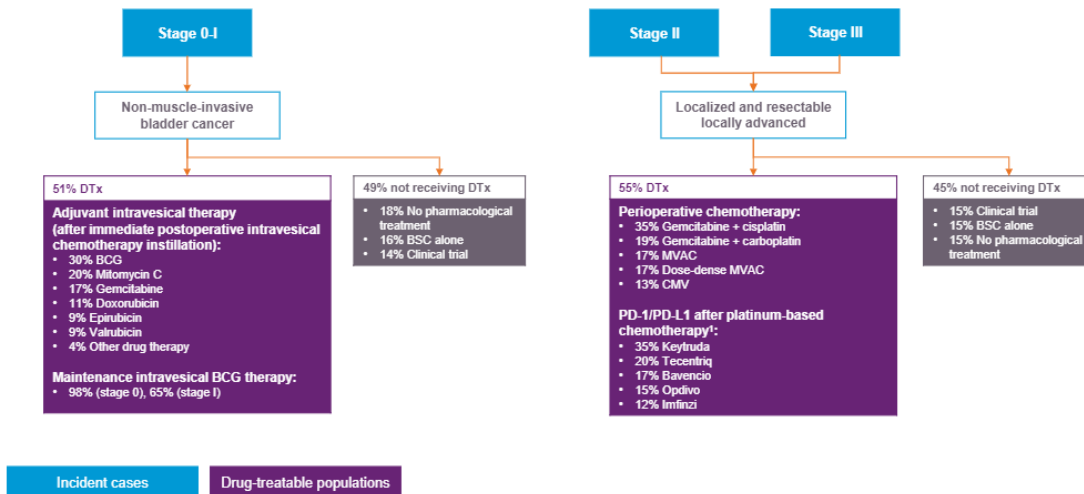 Stage 0-I
Non-muscle-invasive
bladder cancer
51% DTx
Adjuvant intravesical therapy
(after immediate postoperative intravesical
chemotherapy instillation):
• 30% BCG
• 20% Mitomycin C
• 17% Gemcitabine
• 11% Doxorubicin
• 9% Epirubicin
• 9% Valrubicin
• 4% Other drug therapy
Maintenance intravesical BCG therapy:
• 98% (stage 0), 65% (stage I)
49% not receiving DTx
• 18% No pharmacological
treatment
• 16% BSC alone
• 14% Clinical trial
Stage II
Stage III
Localized and resectable
locally advanced
55% DTx
Perioperative chemotherapy:
• 35% Gemcitabine + cisplatin
• 19% Gemcitabine + carboplatin
• 17% MVAC
• 17% Dose-dense MVAC
• 13% CMV
PD-1/PD-L1 after platinum-based
chemotherapy¹:
• 35% Keytruda
• 20% Tecentriq
• 17% Bavencio
• 15% Opdivo
• 12% Imfinzi
45% not receiving DTx
• 15% Clinical trial
• 15% BSC alone
• 15% No pharmacological
treatment
Incident cases
Drug-treatable populations